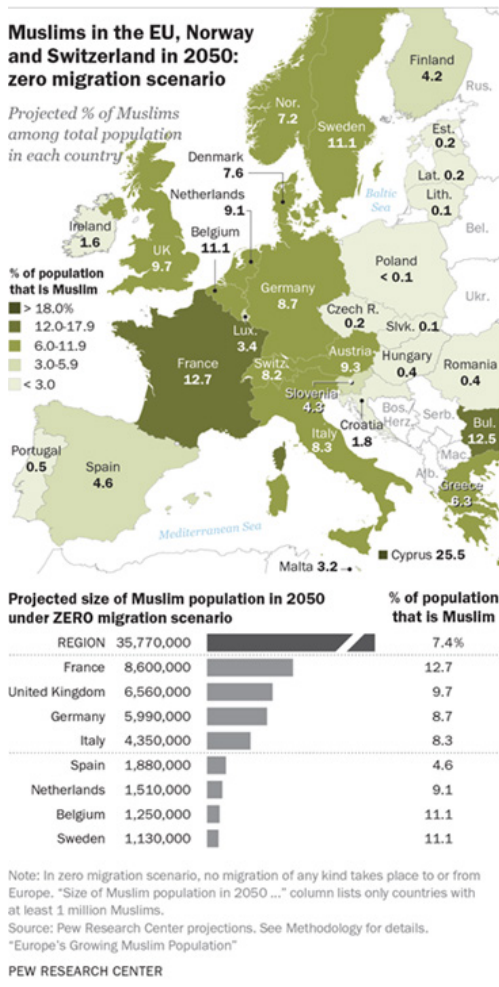 Muslims in the EU, Norway
and Switzerland in 2050:
zero migration scenario
Projected % of Muslims
among total population
in each country
Finland
4.2
Rus.
Nor.
7.2
Sweden
11.1
Est.
0.2
Lat. 0.2
Lith.
0.1
Baltic
Sea
Bel.
Denmark
7.6
Netherlands
9.1
Belgium
11.1
Ireland
1.6
UK
9.7
Poland
< 0.1
Germany
8.7
Ukr.
Czech R.
0.2
Slvk. 0.1
Lux.
3.4
% of population
that is Muslim
> 18.0%
12.0-17.9
6.0-11.9
3.0-5.9
< 3.0
France
12.7
Switz.
8.2
Austria
9.3
Hungary
0.4
Romania
0.4
Slovenia
4.3
Croatia
1.8
Bos.
Herz.
Serb.
Bul.
12.5
Italy
8.3
Mac.
Alb.
Greece
6.3
Portugal
0.5
Spain
4.6
Mediterranean Sea
Malta 3.2
Cyprus 25.5
Projected size of Muslim population in 2050
under ZERO migration scenario
% of population
that is Muslim
REGION 35,770,000 7.4%
France 8,600,000 12.7
United Kingdom 6,560,000 9.7
Germany 5,990,000 8.7
Italy 4,350,000 8.3
Spain 1,880,000 4.6
Netherlands 1,510,000 9.1
Belgium 1,250,000 11.1
Sweden 1,130,000 11.1
Note: In zero migration scenario, no migration of any kind takes place to or from
Europe. “Size of Muslim population in 2050 ...” column lists only countries with
at least 1 million Muslims.
Source: Pew Research Center projections. See Methodology for details.
“Europe’s Growing Muslim Population”
PEW RESEARCH CENTER